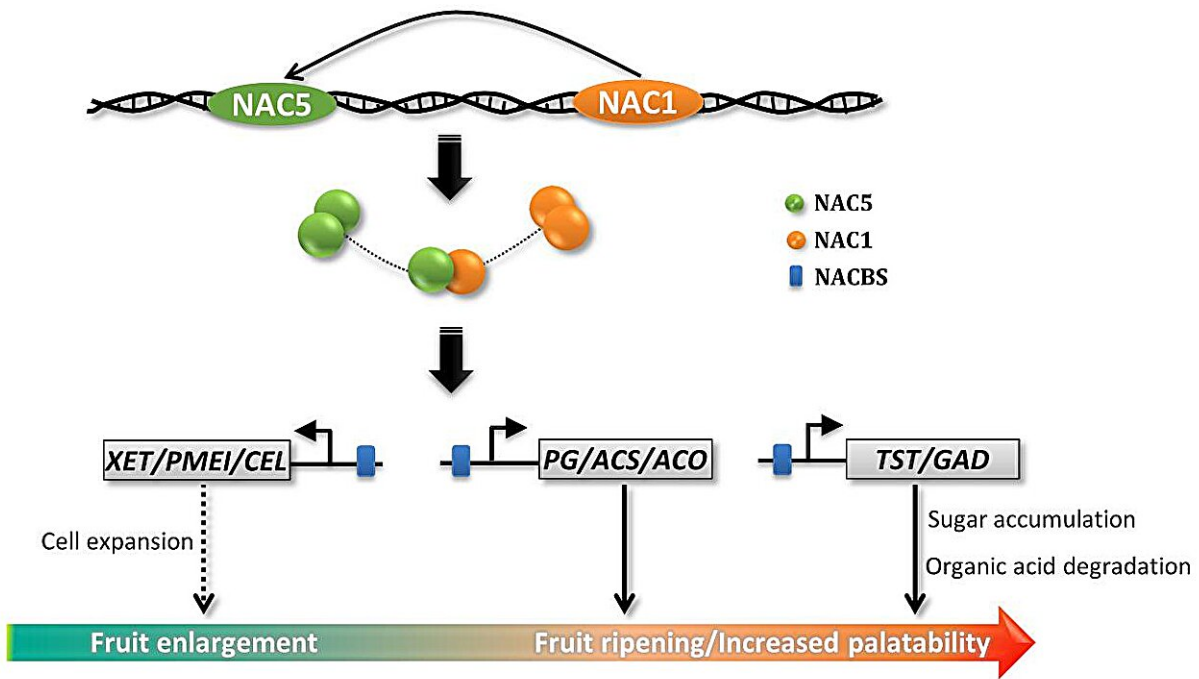 NAC5
NAC1
NAC5
NAC1
NACBS
XET/PMEI/CEL
PG/ACS/ACO
TST/GAD
Cell expansion
Sugar accumulation
Organic acid degradation
Fruit enlargement
Fruit ripening/Increased palatability